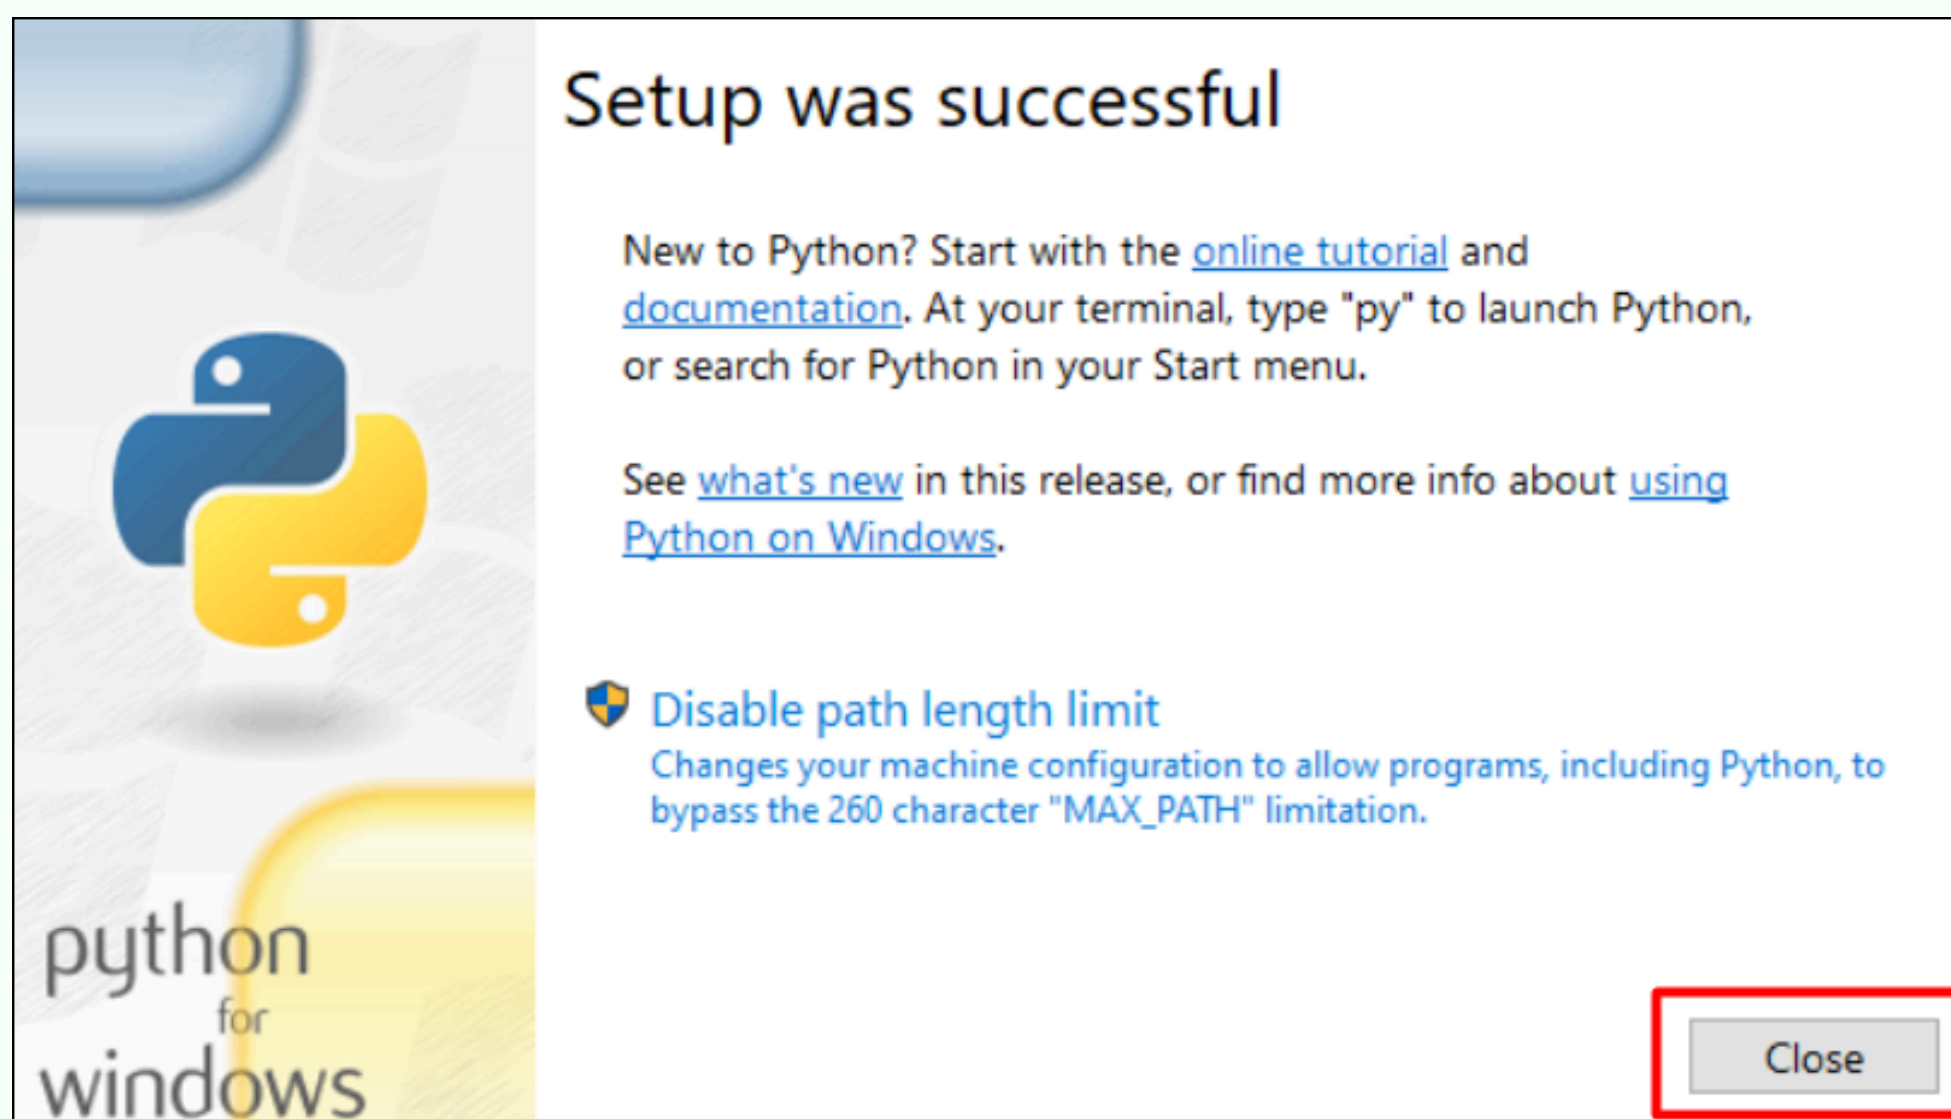 Setup was successful
New to Python? Start with the online tutorial and
documentation. At your terminal, type "py" to launch Python,
or search for Python in your Start menu.
See what's new in this release, or find more info about using
Python on Windows.
Disable path length limit
Changes your machine configuration to allow programs, including Python, to
bypass the 260 character "MAX_PATH" limitation.
python
for
windows
Close